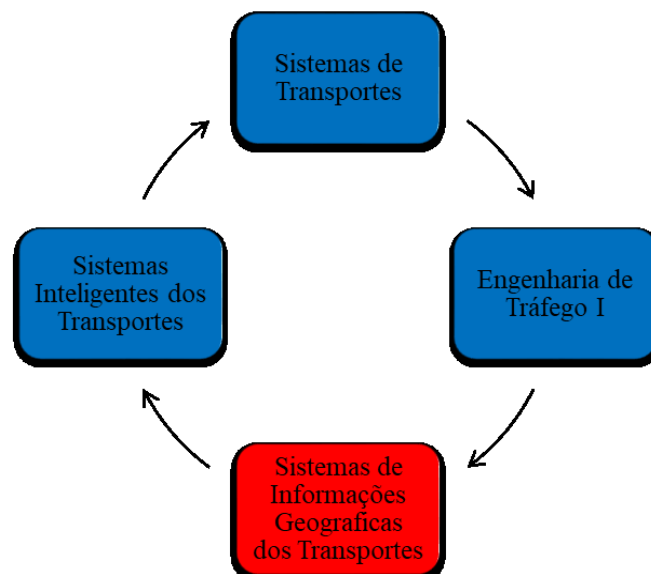 Sistemas de
Transportes
Engenharia de
Tráfego I
Sistemas de
Informações
Geograficas
dos Transportes
Sistemas
Inteligentes dos
Transportes